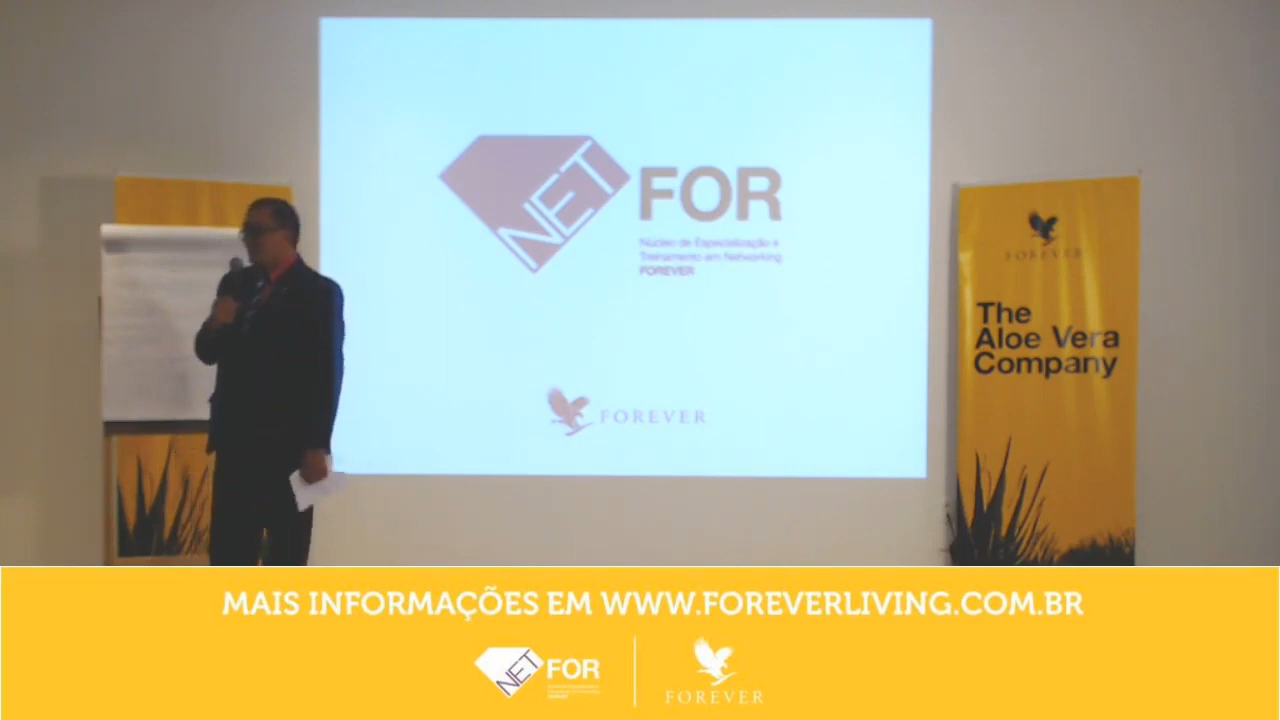 NET
FOR
Núcleo de Especialização e
Treinamento em Networking
FOREVER
FOREVER
FOREVER
The
Aloe Vera
Company
MAIS INFORMAÇÕES EM WWW.FOREVERLIVING.COM.BR
NET
FOR
FOREVER